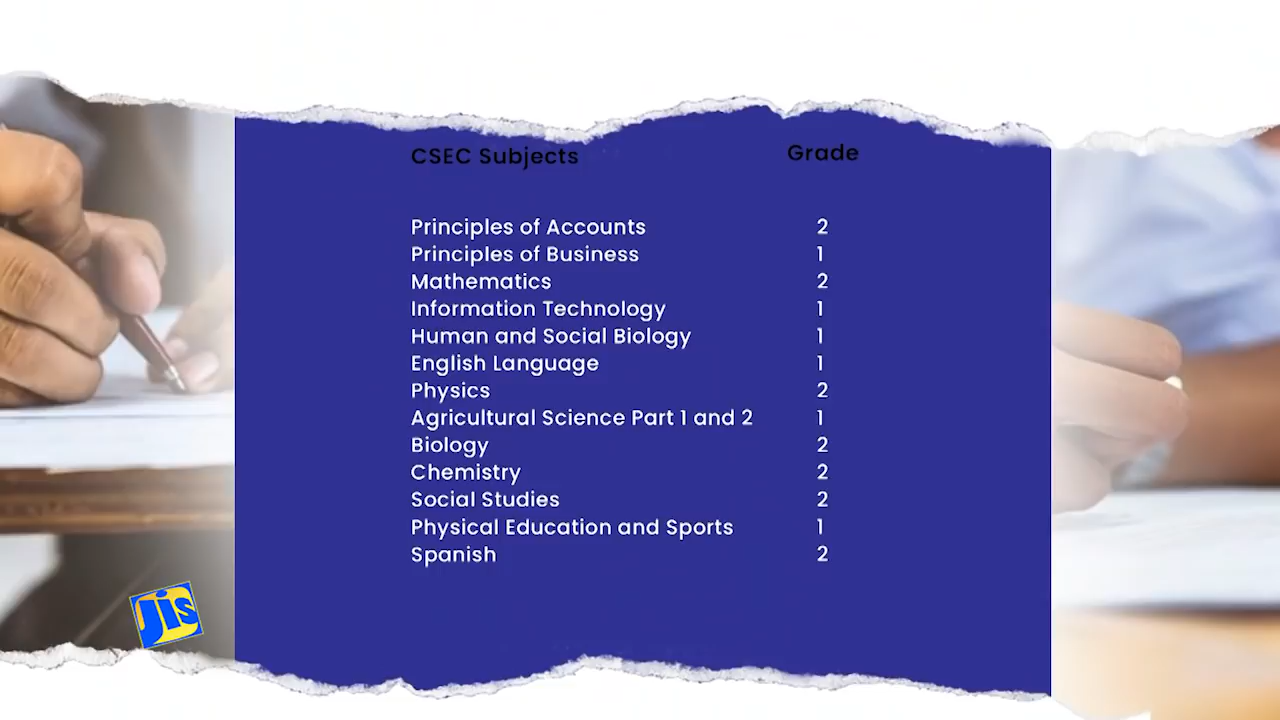 CSEC Subjects Grade
Principles of Accounts 2
Principles of Business 1
Mathematics 2
Information Technology 1
Human and Social Biology 1
English Language 1
Physics 2
Agricultural Science Part 1 and 2 1
Biology 2
Chemistry 2
Social Studies 2
Physical Education and Sports 1
Spanish 2
jis